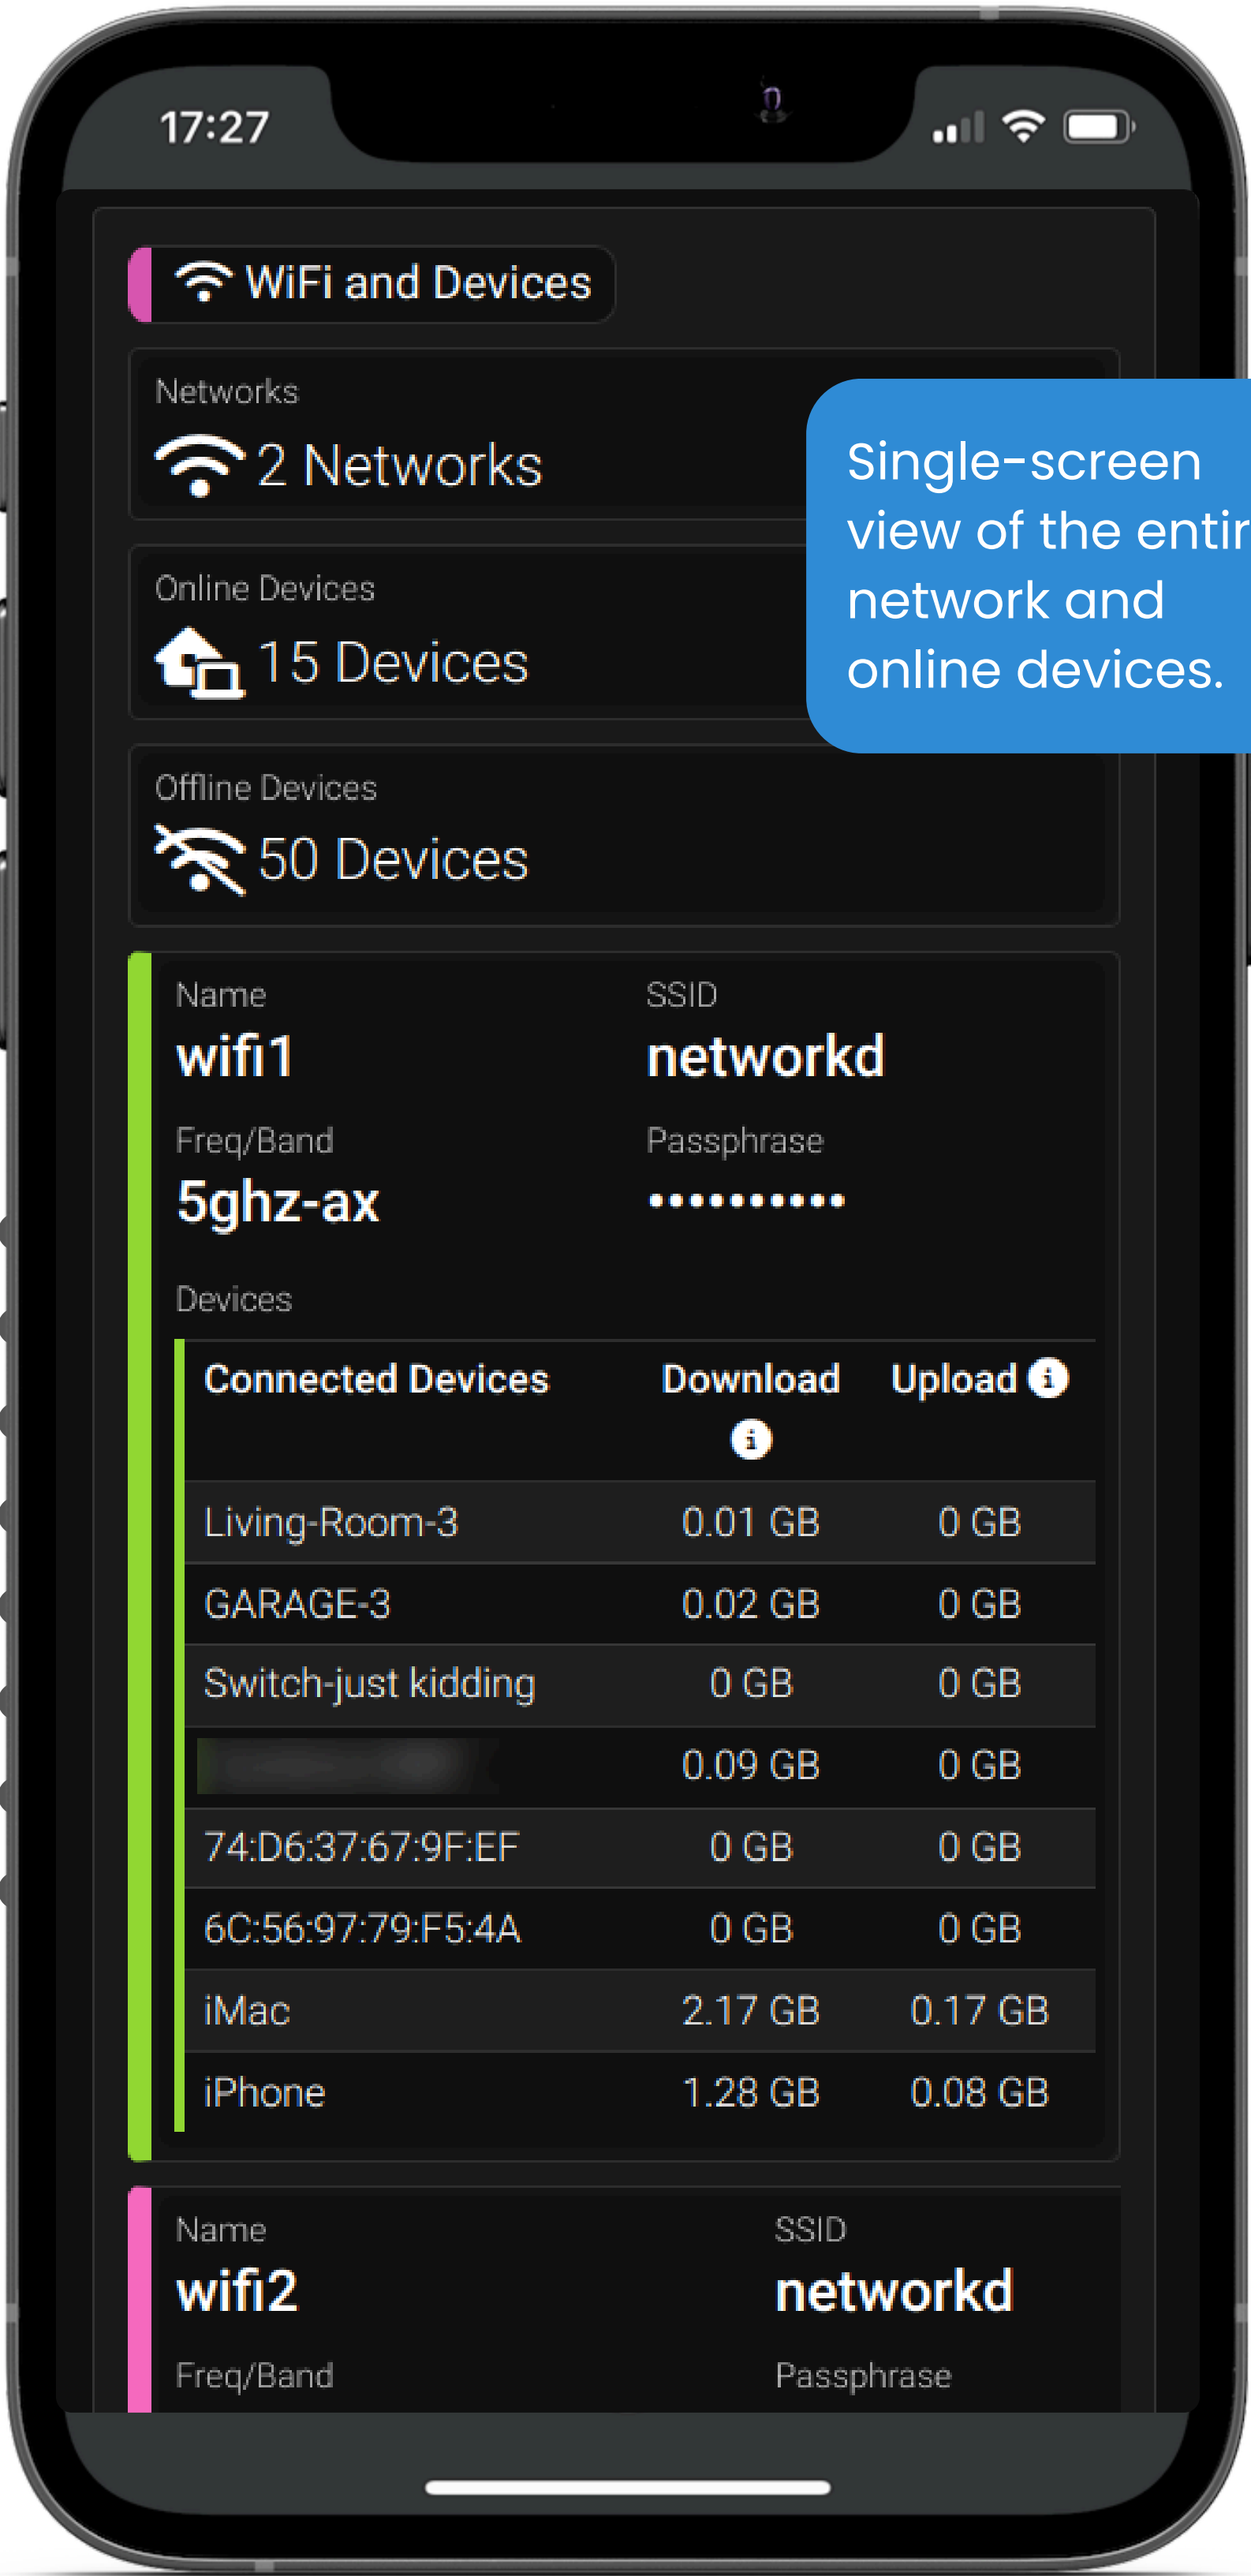 17:27
WiFi and Devices
Networks
2 Networks
Single-screen
view of the entir
network and
online devices.
Online Devices
15 Devices
Offline Devices
50 Devices
Name SSID
wifi1 networkd
Freq/Band Passphrase
5ghz-ax ••••••••••
Devices
Connected Devices Download Upload
Living-Room-3 0.01 GB 0 GB
GARAGE-3 0.02 GB 0 GB
Switch-just kidding 0 GB 0 GB
0.09 GB 0 GB
74:D6:37:67:9F:EF 0 GB 0 GB
6C:56:97:79:F5:4A 0 GB 0 GB
iMac 2.17 GB 0.17 GB
iPhone 1.28 GB 0.08 GB
Name SSID
wifi2 networkd
Freq/Band Passphrase